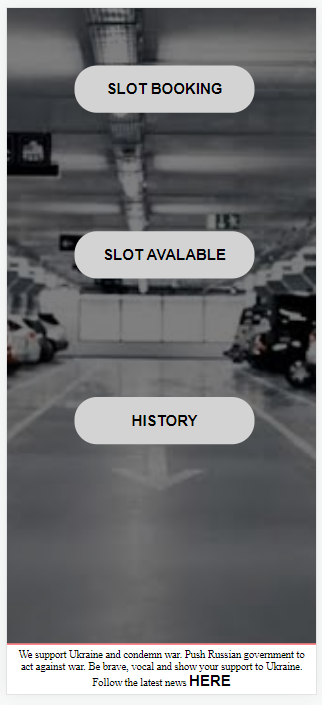 SLOT BOOKING
SLOT AVALABLE
HISTORY
We support Ukraine and condemn war. Push Russian government to
act against war. Be brave, vocal and show your support to Ukraine.
Follow the latest news HERE